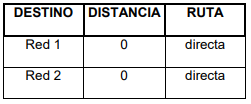 DESTINO DISTANCIA RUTA
Red 1 0 directa
Red 2 0 directa